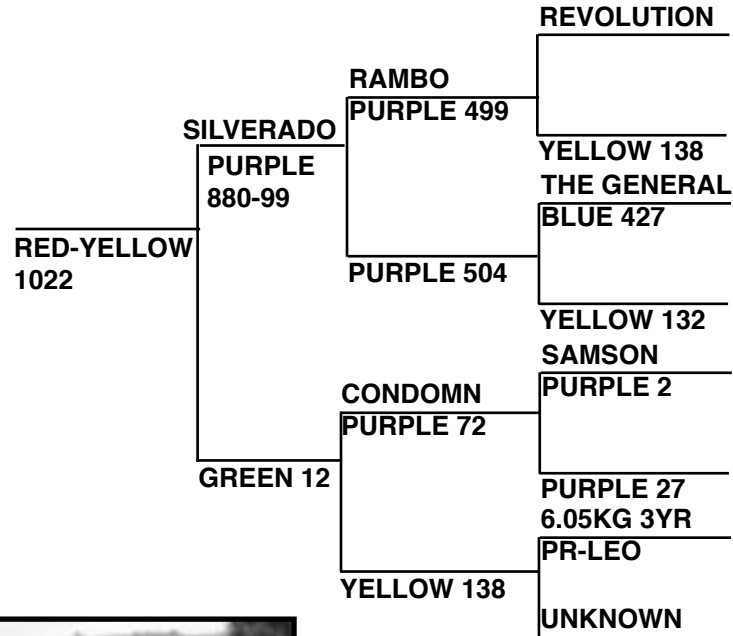 REVOLUTION
RAMBO
PURPLE 499
SILVERADO
YELLOW 138
PURPLE
880-99
THE GENERAL
BLUE 427
RED-YELLOW
1022
PURPLE 504
YELLOW 132
SAMSON
CONDOMN
PURPLE 2
PURPLE 72
GREEN 12
PURPLE 27
6.05KG 3YR
PR-LEO
YELLOW 138
UNKNOWN